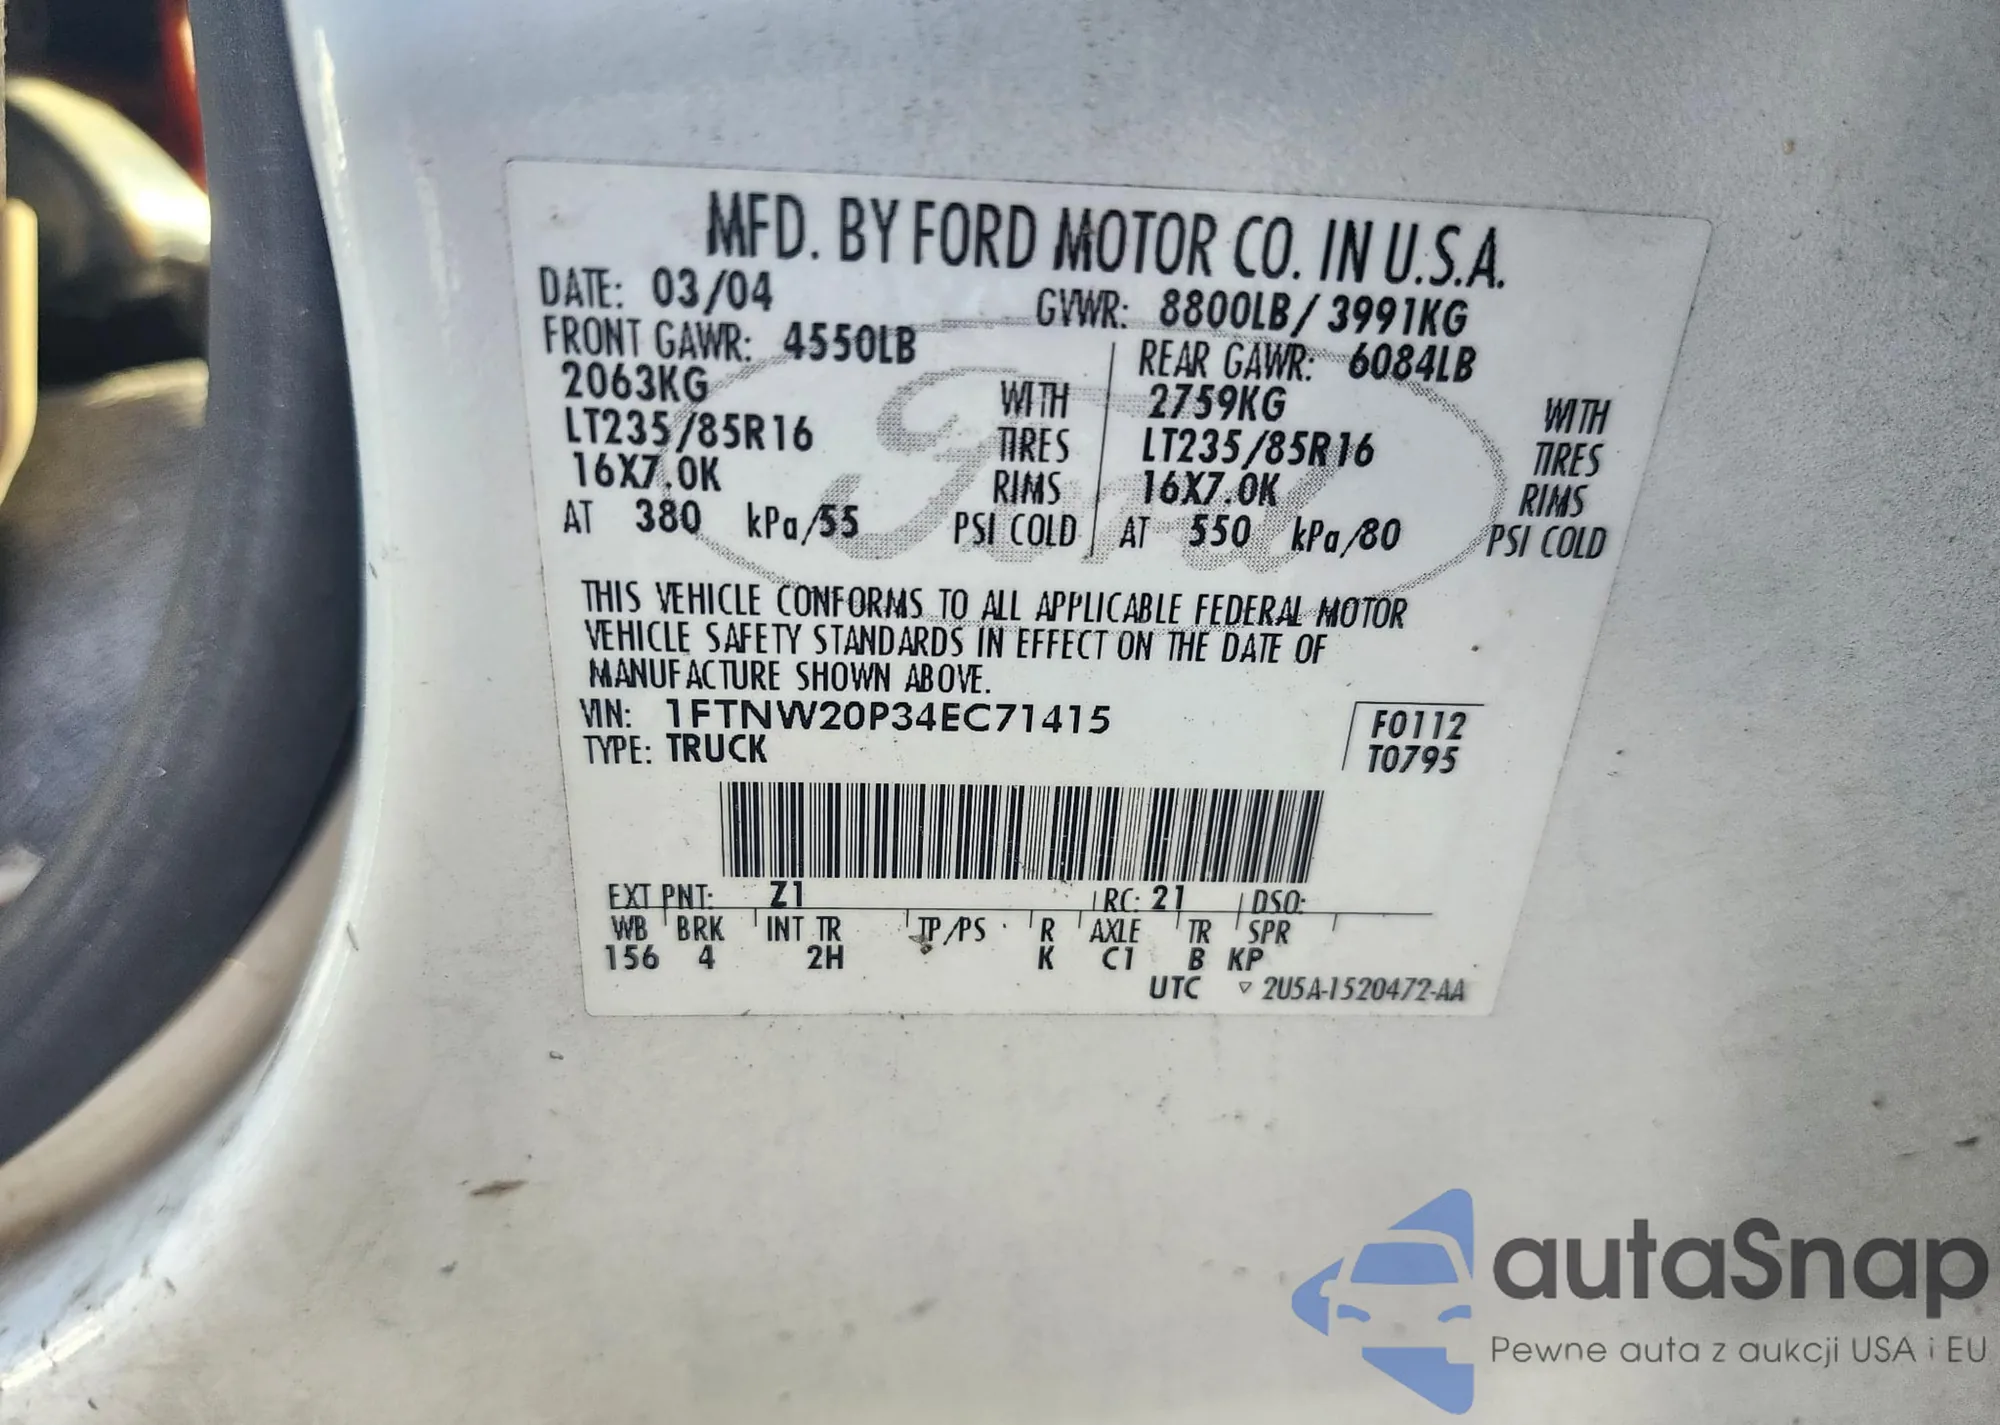 MFD. BY FORD MOTOR CO. IN U.S.A.
DATE: 03/04 GVWR: 8800LB/3991KG
FRONT GAWR: 4550LB REAR GAWR: 6084LB
2063KG WITH 2759KG WITH
LT235/85R16 TIRES LT235/85R16 TIRES
16X7.0K RIMS 16X7.0K RIMS
AT 380 kPa/55 PSI COLD AT 550 kPa/80 PSI COLD
THIS VEHICLE CONFORMS TO ALL APPLICABLE FEDERAL MOTOR
VEHICLE SAFETY STANDARDS IN EFFECT ON THE DATE OF
MANUFACTURE SHOWN ABOVE.
VIN: 1FTNW20P34EC71415 F0112
TYPE: TRUCK T0795
EXT PNT: Z1 RC: 21 DSO:
WB BRK INT TR TP/PS R AXLE TR SPR
156 4 2H K C1 B KP
UTC ▽ 2U5A-1520472-AA
Ford
autaSnap
Pewne auta z aukcji USA i EU